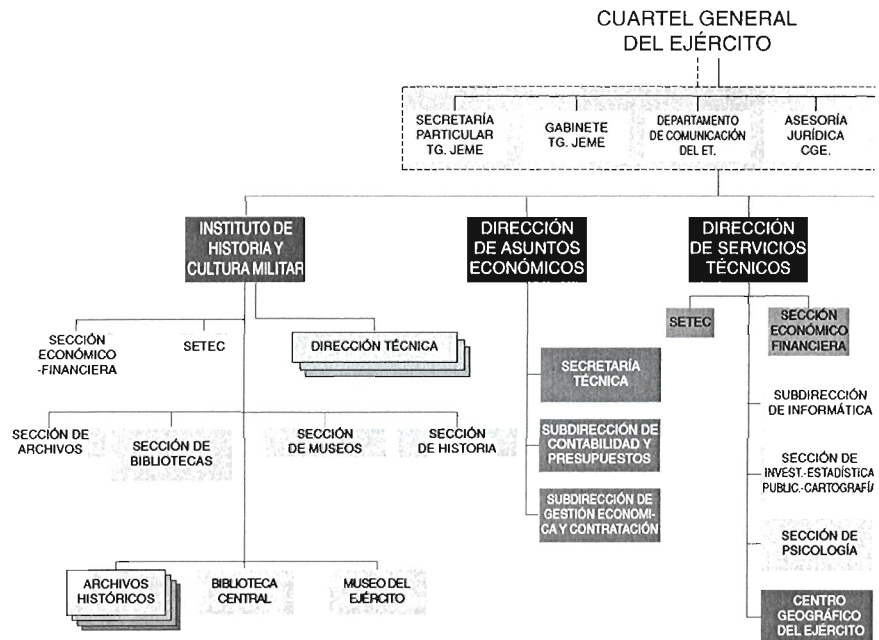 CUARTEL GENERAL
DEL EJÉRCITO
SECRETARÍA
PARTICULAR
TG. JEME
GABINETE
TG. JEME
DEPARTAMENTO
DE COMUNICACIÓN
DEL ET.
ASESORÍA
JURÍDICA
CGE.
INSTITUTO DE
HISTORIA Y
CULTURA MILITAR
DIRECCIÓN
DE ASUNTOS
ECONÓMICOS
DIRECCIÓN
DE SERVICIOS
TÉCNICOS
SECCIÓN
ECONÓMICO
-FINANCIERA
SETEC
DIRECCIÓN TÉCNICA
SECCIÓN DE
ARCHIVOS
SECCIÓN DE
BIBLIOTECAS
SECCIÓN
DE MUSEOS
SECCIÓN
DE HISTORIA
ARCHIVOS
HISTÓRICOS
BIBLIOTECA
CENTRAL
MUSEO DEL
EJÉRCITO
SECRETARÍA
TÉCNICA
SUBDIRECCIÓN DE
CONTABILIDAD Y
PRESUPUESTOS
SUBDIRECCIÓN DE
GESTIÓN ECONOMI-
CA Y CONTRATACIÓN
SETEC
SECCIÓN
ECONÓMICO
FINANCIERA
SUBDIRECCIÓN
DE INFORMÁTICA
SECCIÓN DE
INVEST.-ESTADÍSTICA
PUBLIC.-CARTOGRAFÍA
SECCIÓN DE
PSICOLOGÍA
CENTRO
GEOGRÁFICO
DEL EJÉRCITO